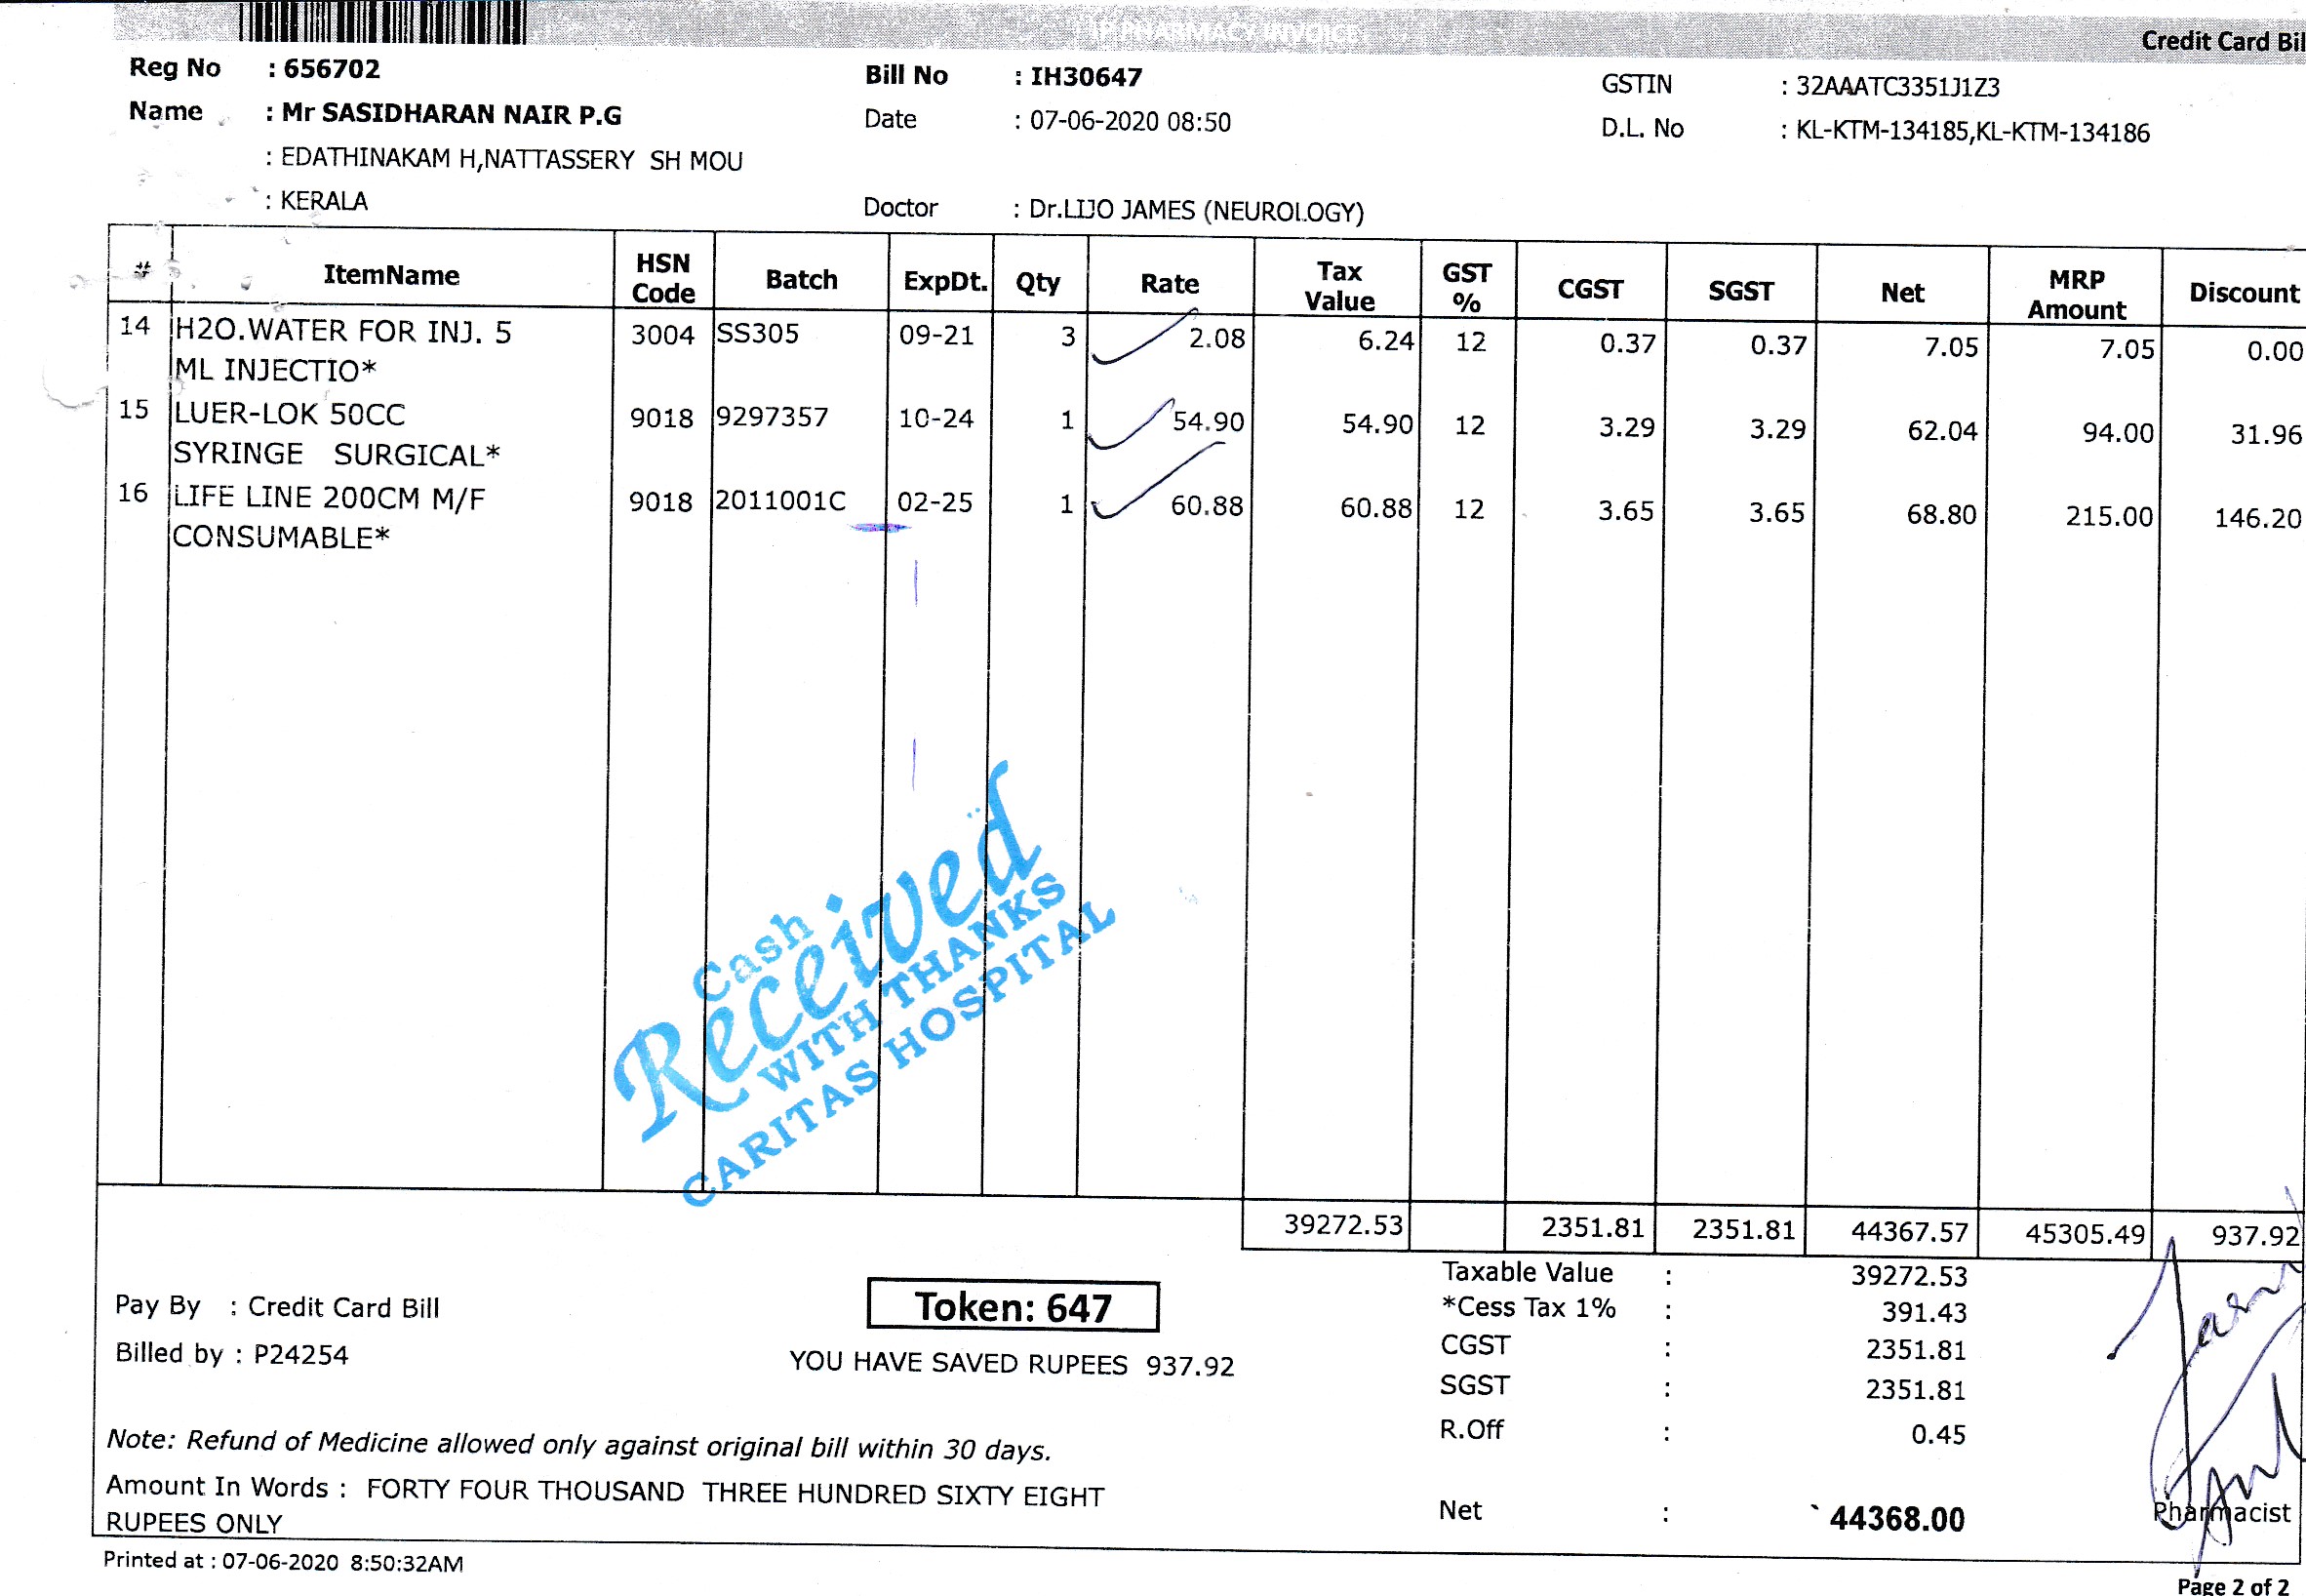 IP PHARMACY INVOICE
Credit Card Bil
Reg No : 656702
Bill No : IH30647
GSTIN : 32AAATC3351J1Z3
Name : Mr SASIDHARAN NAIR P.G
Date : 07-06-2020 08:50
D.L. No : KL-KTM-134185,KL-KTM-134186
: EDATHINAKAM H,NATTASSERY SH MOU
: KERALA
Doctor : Dr.LIJO JAMES (NEUROLOGY)
# ItemName HSN Code Batch ExpDt. Qty Rate Tax Value GST % CGST SGST Net MRP Amount Discount
14 H2O.WATER FOR INJ. 5 3004 SS305 09-21 3 2.08 6.24 12 0.37 0.37 7.05 7.05 0.00
ML INJECTIO*
15 LUER-LOK 50CC 9018 9297357 10-24 1 54.90 54.90 12 3.29 3.29 62.04 94.00 31.96
SYRINGE SURGICAL*
16 LIFE LINE 200CM M/F 9018 2011001C 02-25 1 60.88 60.88 12 3.65 3.65 68.80 215.00 146.20
CONSUMABLE*
Cash
Received
WITH THANKS
CARITAS HOSPITAL
39272.53 2351.81 2351.81 44367.57 45305.49 937.92
Taxable Value : 39272.53
Pay By : Credit Card Bill
Token: 647
*Cess Tax 1% : 391.43
Billed by : P24254
YOU HAVE SAVED RUPEES 937.92
CGST : 2351.81
SGST : 2351.81
R.Off : 0.45
Note: Refund of Medicine allowed only against original bill within 30 days.
Amount In Words : FORTY FOUR THOUSAND THREE HUNDRED SIXTY EIGHT
RUPEES ONLY
Net : ` 44368.00
Pharmacist
Printed at : 07-06-2020 8:50:32AM
Page 2 of 2